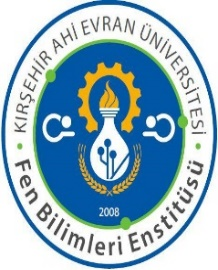 KIRŞEHİR AHİ EVRAN ÜNİVERSİTESİ
Fen Bilimleri Enstitüsü
2008